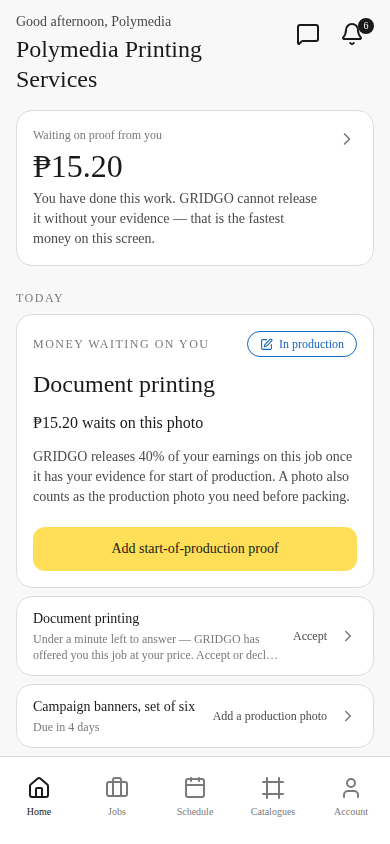 Good afternoon, Polymedia
Polymedia Printing
Services
6
Waiting on proof from you
₱15.20
You have done this work. GRIDGO cannot release
it without your evidence — that is the fastest
money on this screen.
TODAY
MONEY WAITING ON YOU
In production
Document printing
₱15.20 waits on this photo
GRIDGO releases 40% of your earnings on this job once
it has your evidence for start of production. A photo also
counts as the production photo you need before packing.
Add start-of-production proof
Document printing
Under a minute left to answer — GRIDGO has
offered you this job at your price. Accept or decl…
Accept
Campaign banners, set of six
Due in 4 days
Add a production photo
Home
Jobs
Schedule
Catalogues
Account